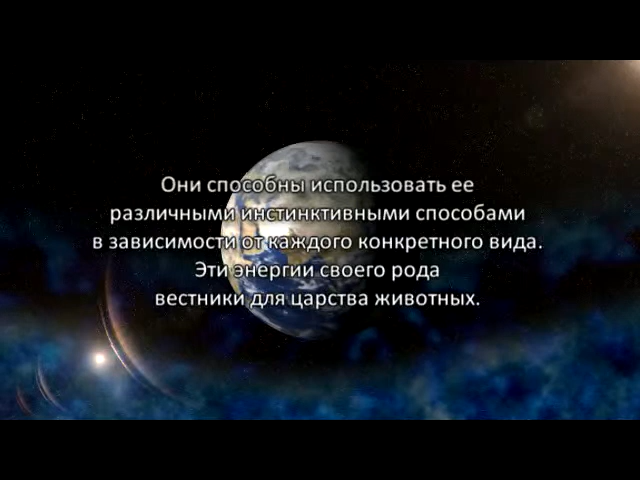 Они способны использовать ее
различными инстинктивными способами
в зависимости от каждого конкретного вида.
Эти энергии своего рода
вестники для царства животных.